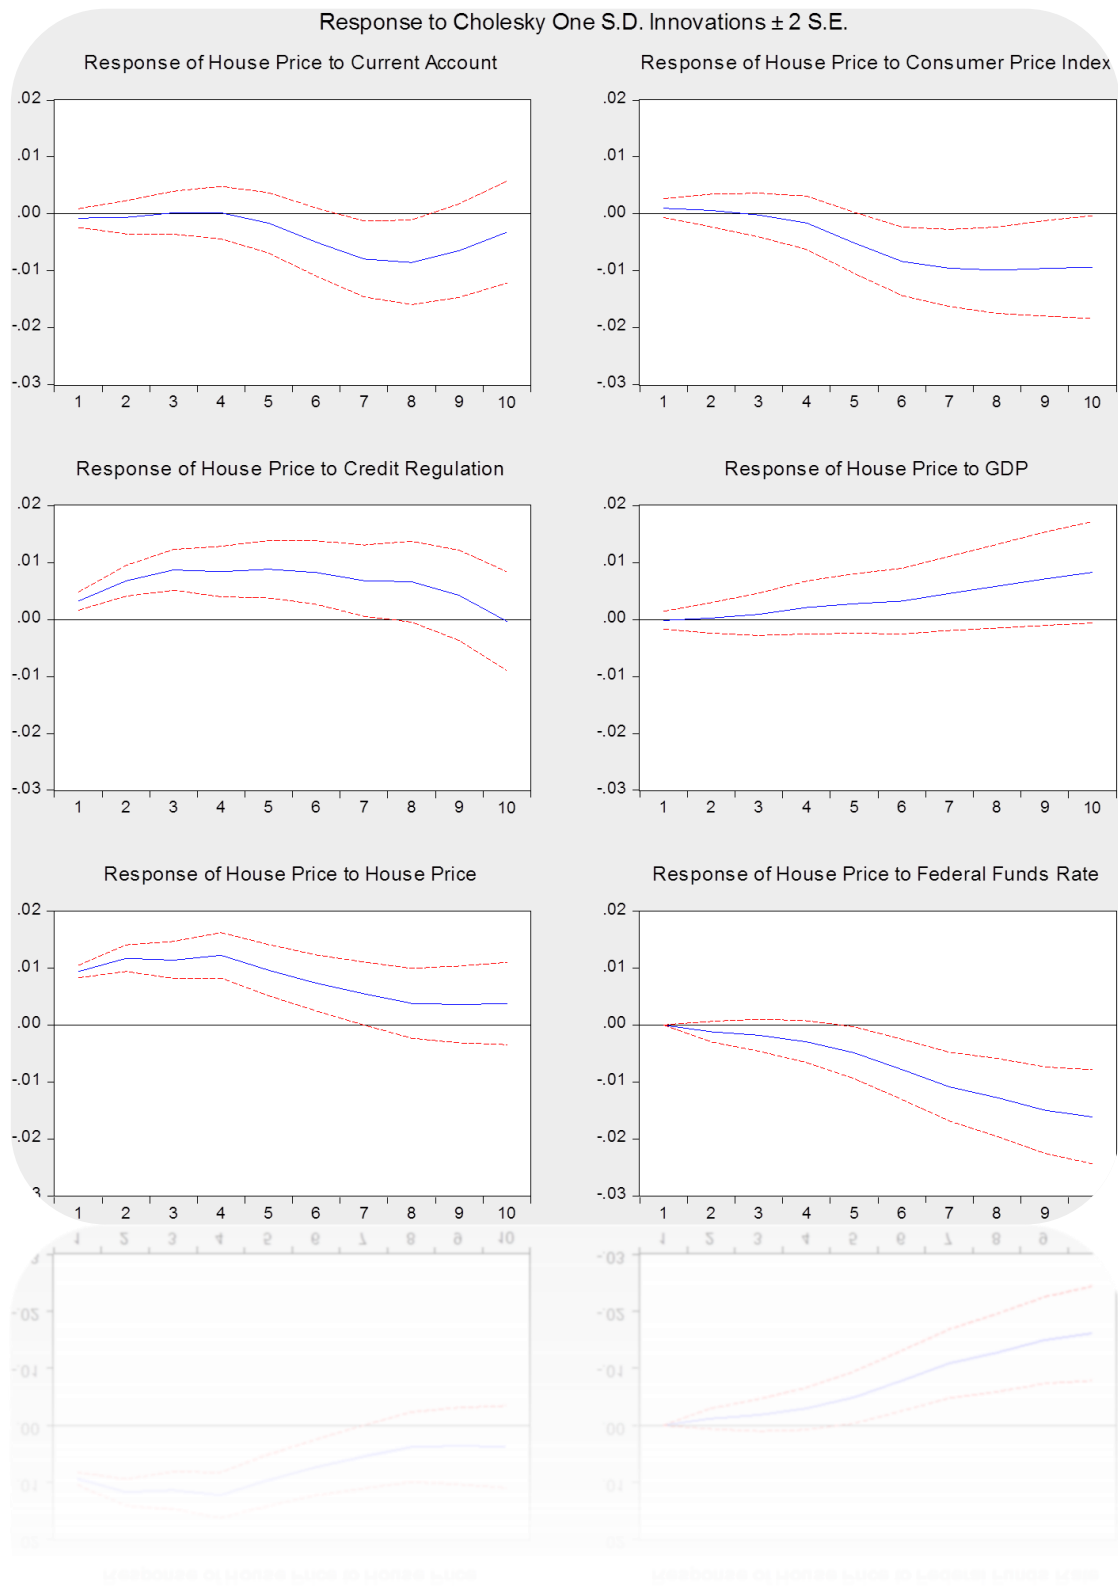 Response to Cholesky One S.D. Innovations ± 2 S.E.
Response of House Price to Current Account
.02
.01
.00
-.01
-.02
-.03
1 2 3 4 5 6 7 8 9 10
Response of House Price to Consumer Price Index
.02
.01
.00
-.01
-.02
-.03
1 2 3 4 5 6 7 8 9 10
Response of House Price to Credit Regulation
.02
.01
.00
-.01
-.02
-.03
1 2 3 4 5 6 7 8 9 10
Response of House Price to GDP
.02
.01
.00
-.01
-.02
-.03
1 2 3 4 5 6 7 8 9 10
Response of House Price to House Price
.02
.01
.00
-.01
-.02
3
1 2 3 4 5 6 7 8 9 10
Response of House Price to Federal Funds Rate
.02
.01
.00
-.01
-.02
-.03
1 2 3 4 5 6 7 8 9